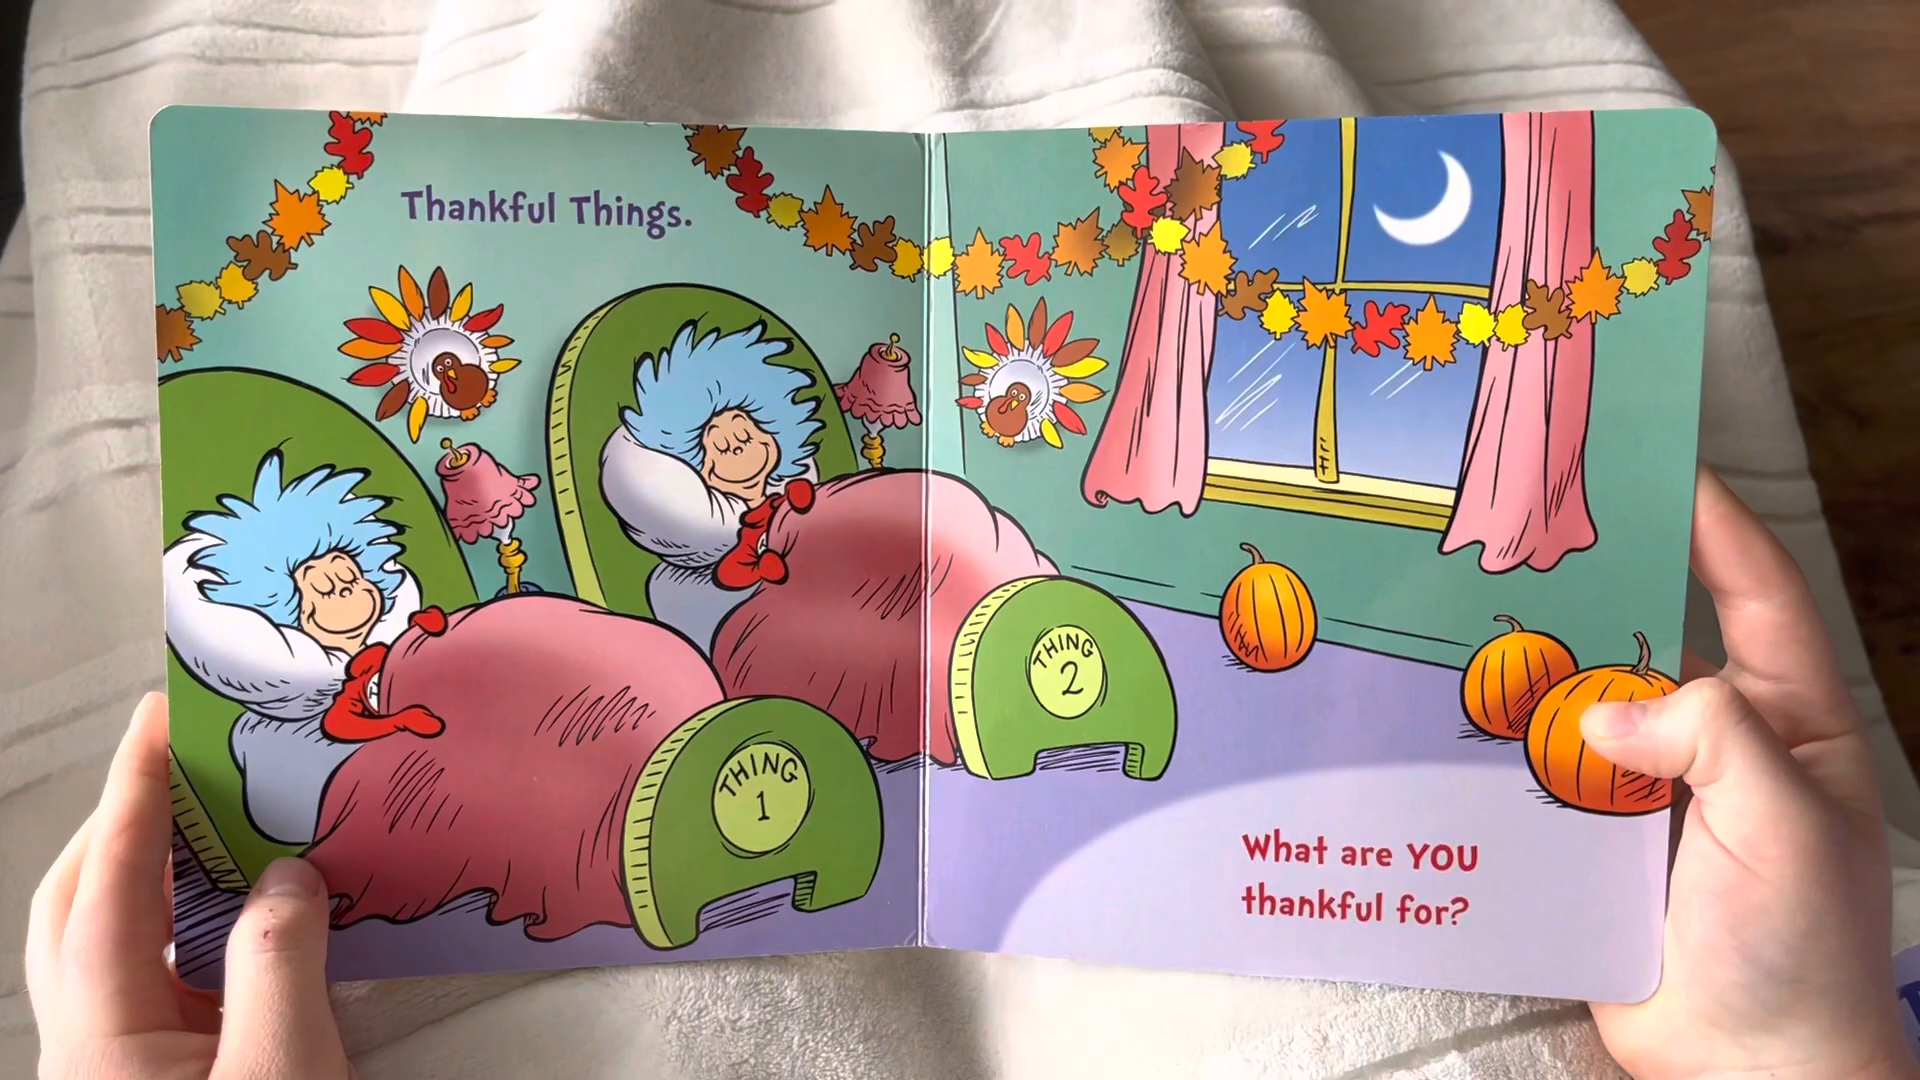 Thankful Things.
THING
1
THING
2
What are YOU
thankful for?